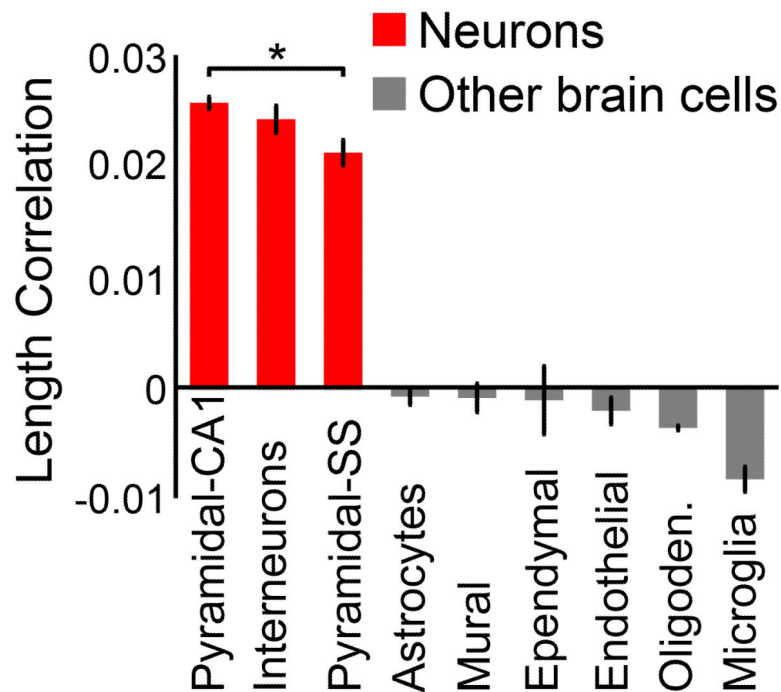 Neurons
Other brain cells
*
Length Correlation
0.03
0.02
0.01
0
-0.01
Pyramidal-CA1
Interneurons
Pyramidal-SS
Astrocytes
Mural
Ependymal
Endothelial
Oligoden.
Microglia